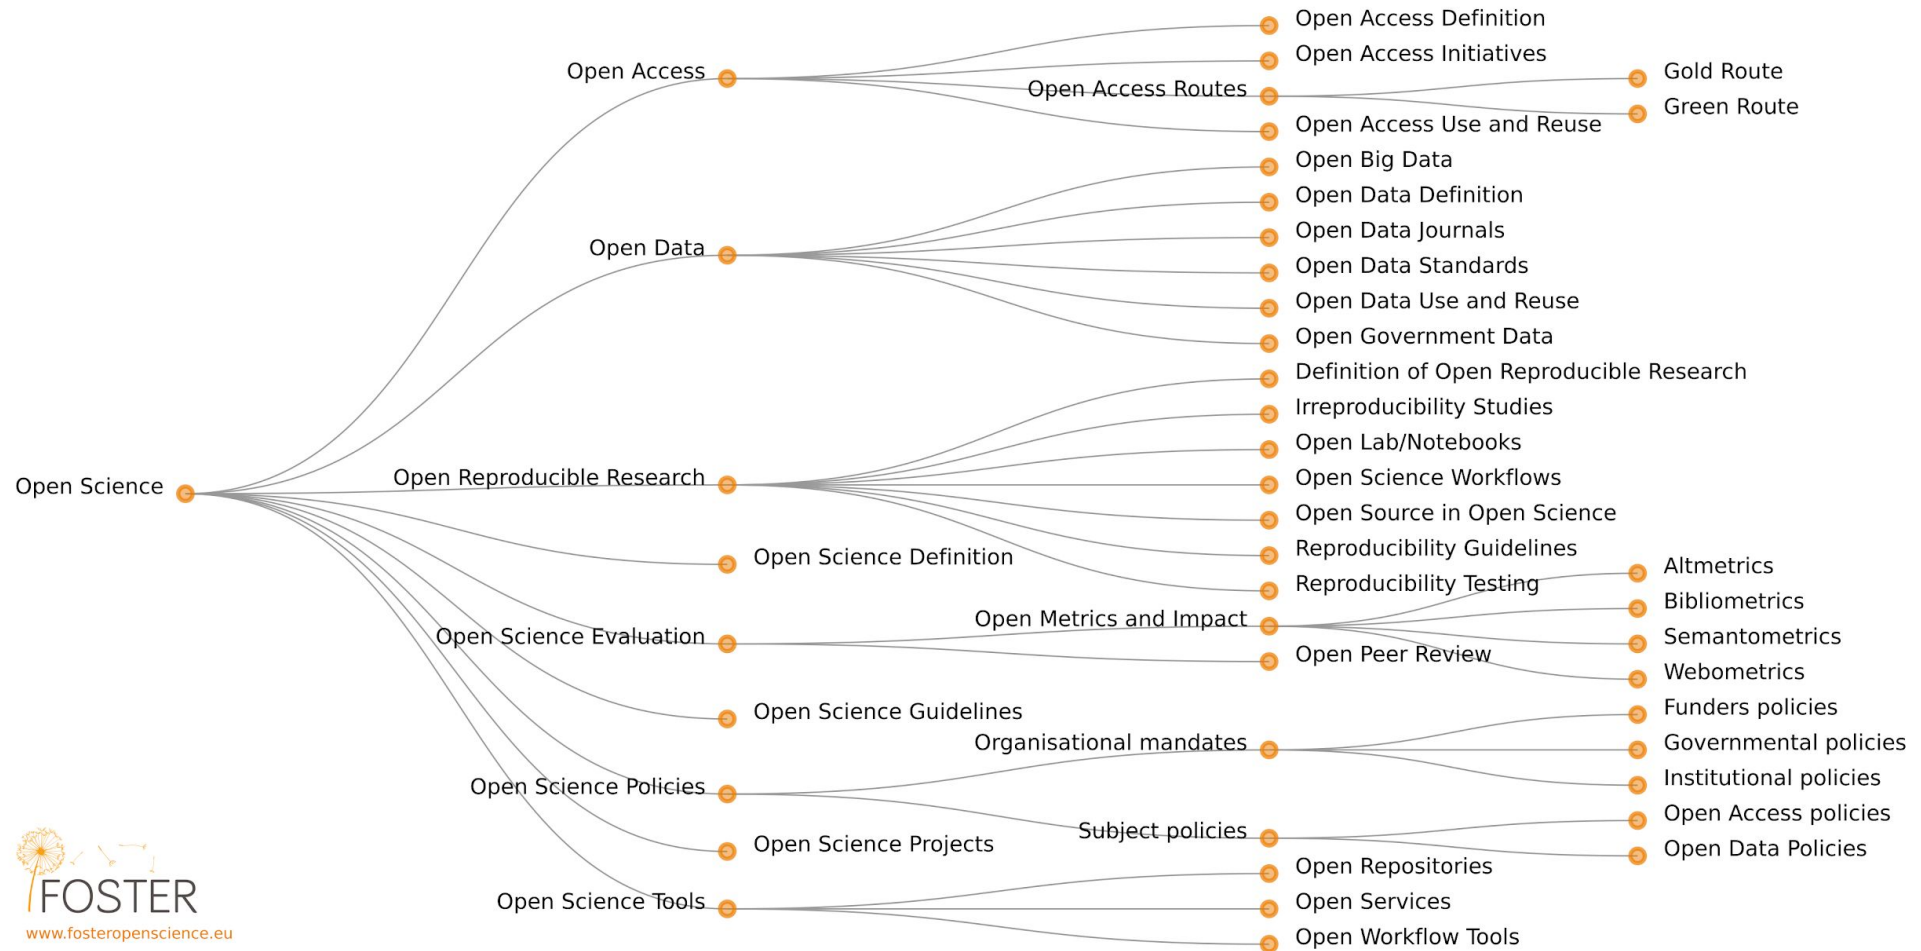 Open Science
Open Access
Open Access Definition
Open Access Initiatives
Open Access Routes
Gold Route
Green Route
Open Access Use and Reuse
Open Data
Open Big Data
Open Data Definition
Open Data Journals
Open Data Standards
Open Data Use and Reuse
Open Government Data
Open Reproducible Research
Definition of Open Reproducible Research
Irreproducibility Studies
Open Lab/Notebooks
Open Science Workflows
Open Source in Open Science
Reproducibility Guidelines
Reproducibility Testing
Open Science Definition
Open Science Evaluation
Open Metrics and Impact
Altmetrics
Bibliometrics
Semantometrics
Webometrics
Open Peer Review
Open Science Guidelines
Open Science Policies
Organisational mandates
Funders policies
Governmental policies
Institutional policies
Subject policies
Open Access policies
Open Data Policies
Open Science Projects
Open Science Tools
Open Repositories
Open Services
Open Workflow Tools
FOSTER
www.fosteropenscience.eu